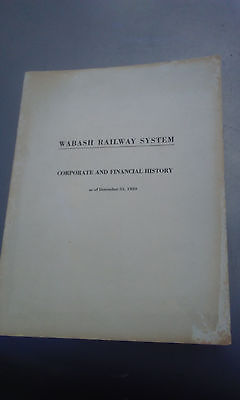 WABASH RAILWAY SYSTEM
CORPORATE AND FINANCIAL HISTORY
as of December 31,